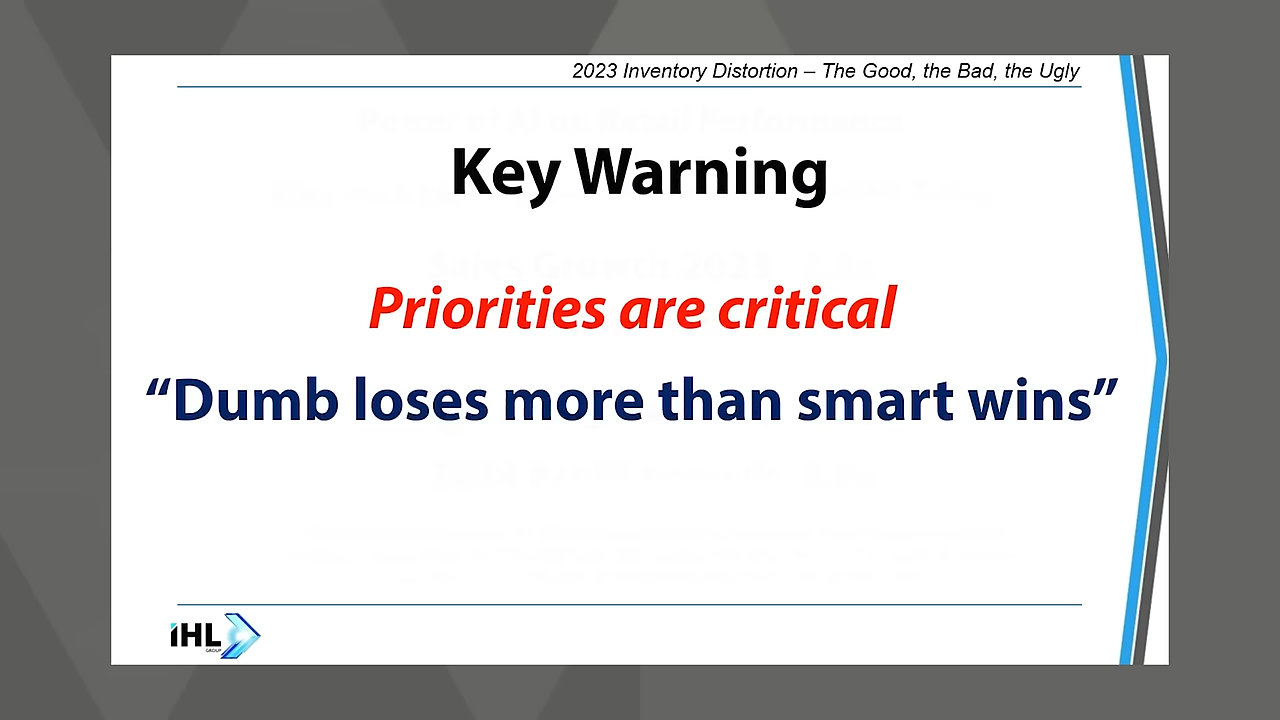 2023 Inventory Distortion – The Good, the Bad, the Ugly
Key Warning
Priorities are critical
“Dumb loses more than smart wins”
iHL
GROUP